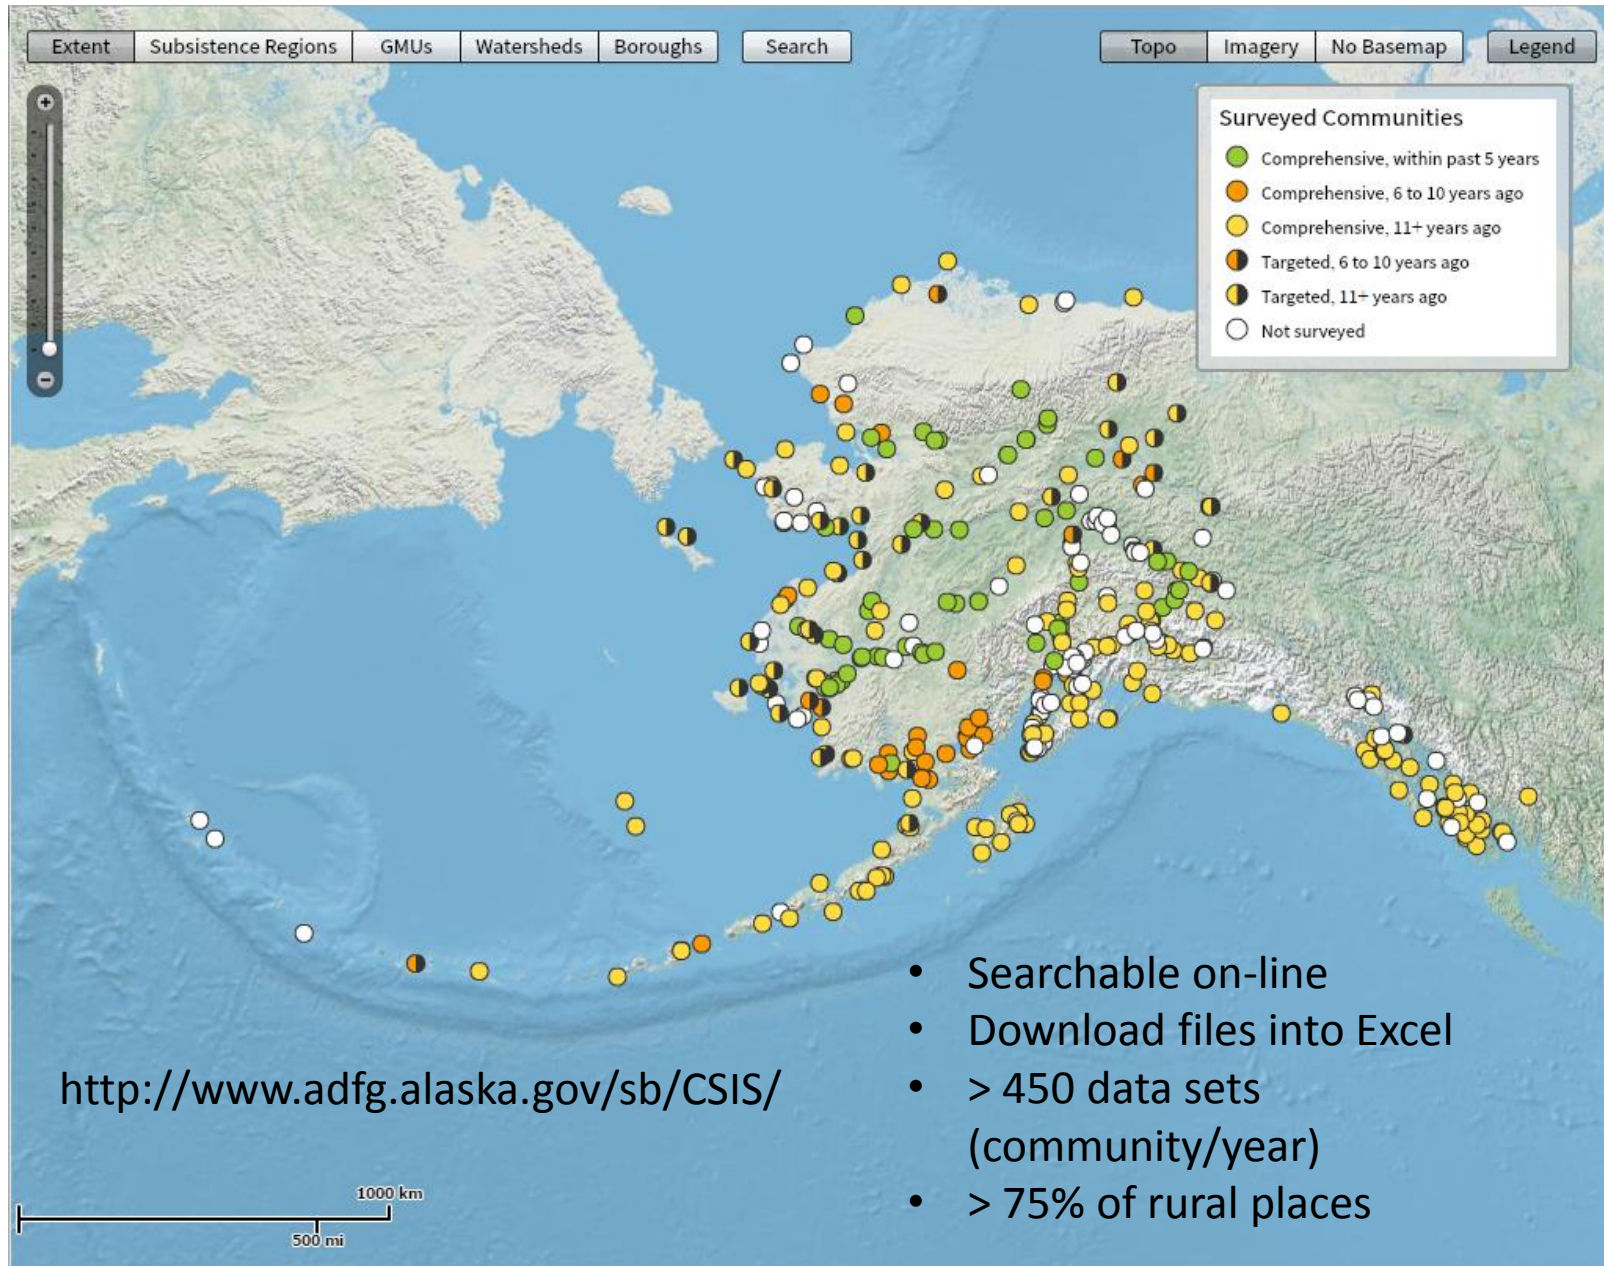 Extent Subsistence Regions GMUs Watersheds Boroughs Search Topo Imagery No Basemap Legend
Surveyed Communities
Comprehensive, within past 5 years
Comprehensive, 6 to 10 years ago
Comprehensive, 11+ years ago
Targeted, 6 to 10 years ago
Targeted, 11+ years ago
Not surveyed
• Searchable on-line
• Download files into Excel
• > 450 data sets
(community/year)
• > 75% of rural places
http://www.adfg.alaska.gov/sb/CSIS/
1000 km
500 mi